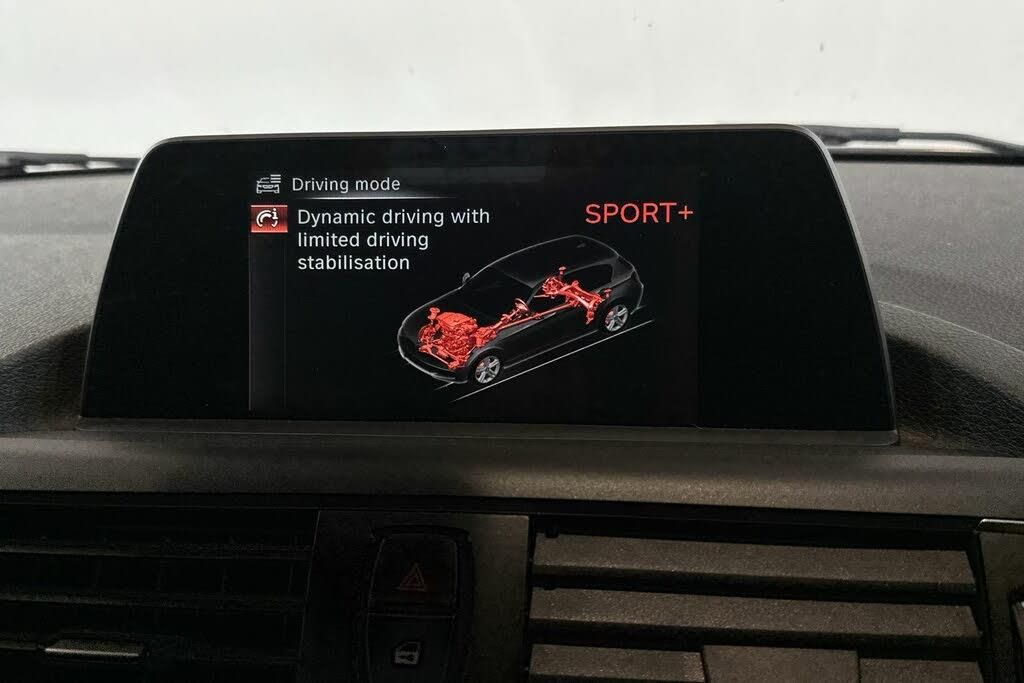 Driving mode
Dynamic driving with
limited driving
stabilisation
SPORT+